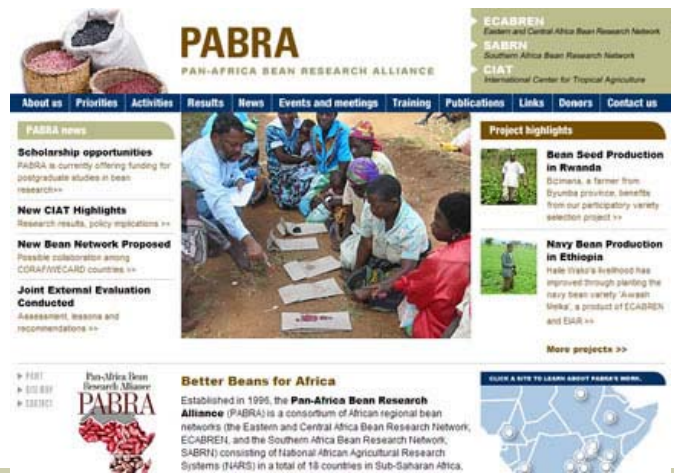 PABRA
PAN-AFRICA BEAN RESEARCH ALLIANCE
ECABREN
Eastern and Central Africa Bean Research Network
SABRN
Southern Africa Bean Research Network
CIAT
International Center for Tropical Agriculture
About us Priorities Activities Results News Events and meetings Training Publications Links Donors Contact us
PABRA news
Scholarship opportunities
PABRA is currently offering funding for
postgraduate studies in bean
research>>
New CIAT Highlights
Research results, policy implications >>
New Bean Network Proposed
Possible collaboration among
CORAF/WECARD countries >>
Joint External Evaluation
Conducted
Assessment, lessons and
recommendations >>
Project highlights
Bean Seed Production
in Rwanda
Bizimana, a farmer from
Byumba province, benefits
from our participatory variety
selection project >>
Navy Bean Production
in Ethiopia
Haile Wako's livelihood has
improved through planting the
navy bean variety 'Awash
Melka', a product of ECABREN
and EIAR >>
More projects >>
PRINT
SITE MAP
CONTACT
Pan-Africa Bean
Research Alliance
PABRA
Better Beans for Africa
Established in 1996, the Pan-Africa Bean Research
Alliance (PABRA) is a consortium of African regional bean
networks (the Eastern and Central Africa Bean Research Network,
ECABREN, and the Southern Africa Bean Research Network,
SABRN) consisting of National African Agricultural Research
Systems (NARS) in a total of 18 countries in Sub-Saharan Africa,
CLICK A SITE TO LEARN ABOUT PABRA'S WORK.